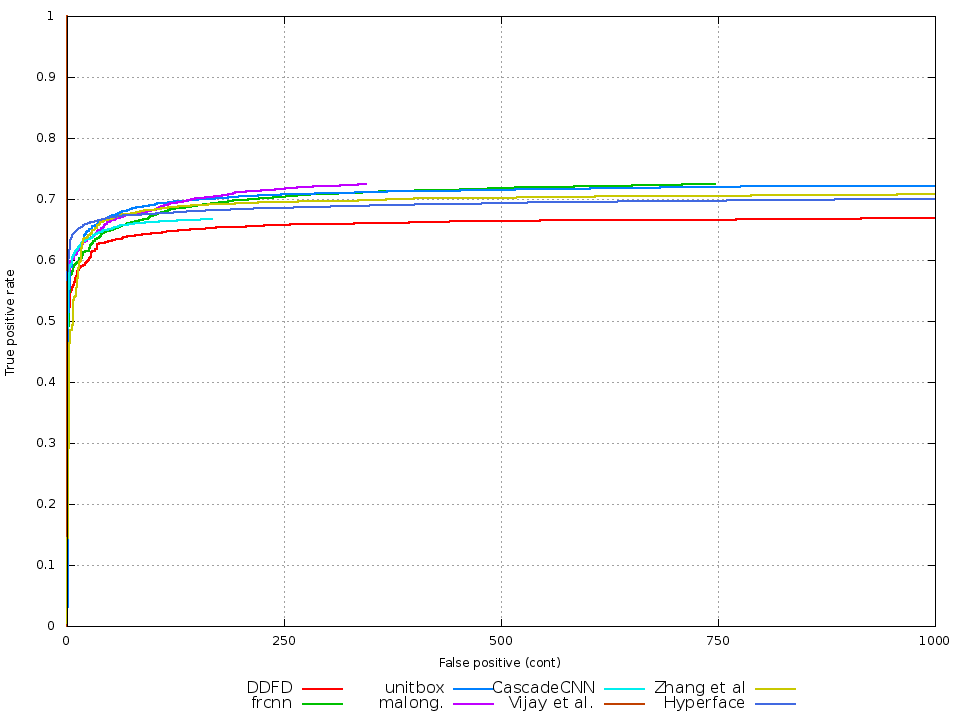 1
0.9
0.8
0.7
0.6
0.5
0.4
0.3
0.2
0.1
0
True positive rate
0 250 500 750 1000
False positive (cont)
DDFD unitbox CascadeCNN Zhang et al
frcnn malong. Vijay et al. Hyperface